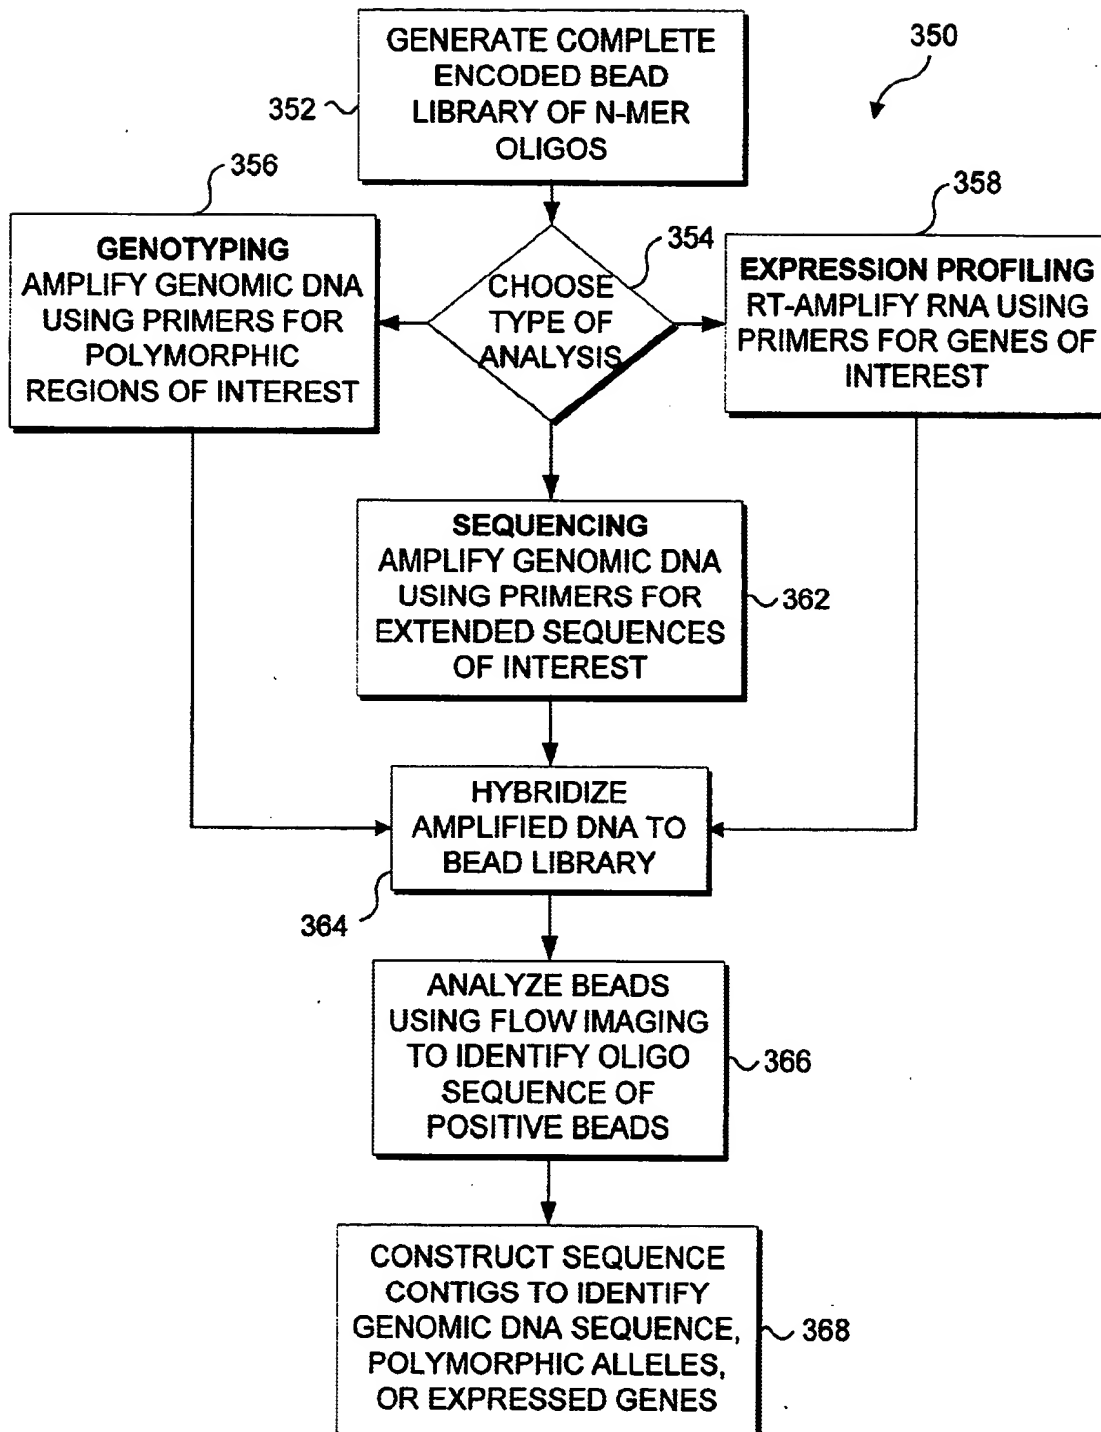 GENERATE COMPLETE
ENCODED BEAD
LIBRARY OF N-MER
OLIGOS
352
350
356
GENOTYPING
AMPLIFY GENOMIC DNA
USING PRIMERS FOR
POLYMORPHIC
REGIONS OF INTEREST
354
CHOOSE
TYPE OF
ANALYSIS
358
EXPRESSION PROFILING
RT-AMPLIFY RNA USING
PRIMERS FOR GENES OF
INTEREST
SEQUENCING
AMPLIFY GENOMIC DNA
USING PRIMERS FOR
EXTENDED SEQUENCES
OF INTEREST
362
HYBRIDIZE
AMPLIFIED DNA TO
BEAD LIBRARY
364
ANALYZE BEADS
USING FLOW IMAGING
TO IDENTIFY OLIGO
SEQUENCE OF
POSITIVE BEADS
366
CONSTRUCT SEQUENCE
CONTIGS TO IDENTIFY
GENOMIC DNA SEQUENCE,
POLYMORPHIC ALLELES,
OR EXPRESSED GENES
368